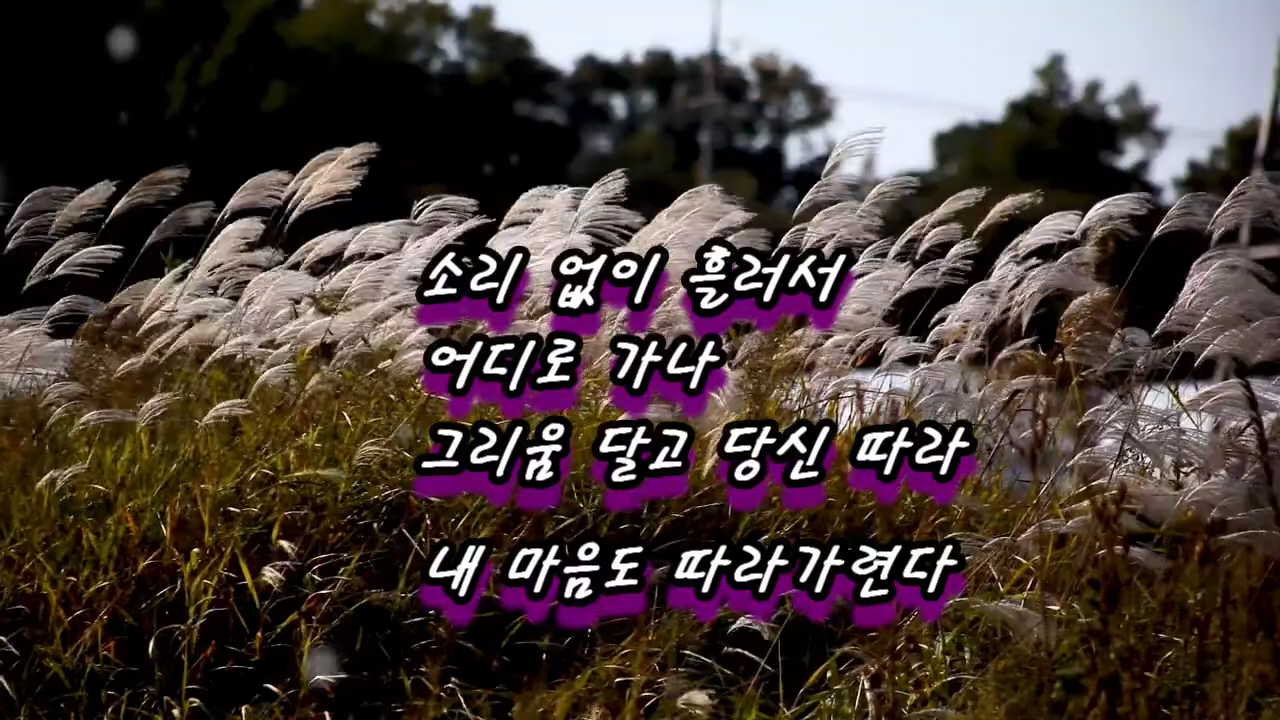 소리 없이 흘러서
어디로 가나
그리움 달고 당신 따라
내 마음도 따라가련다